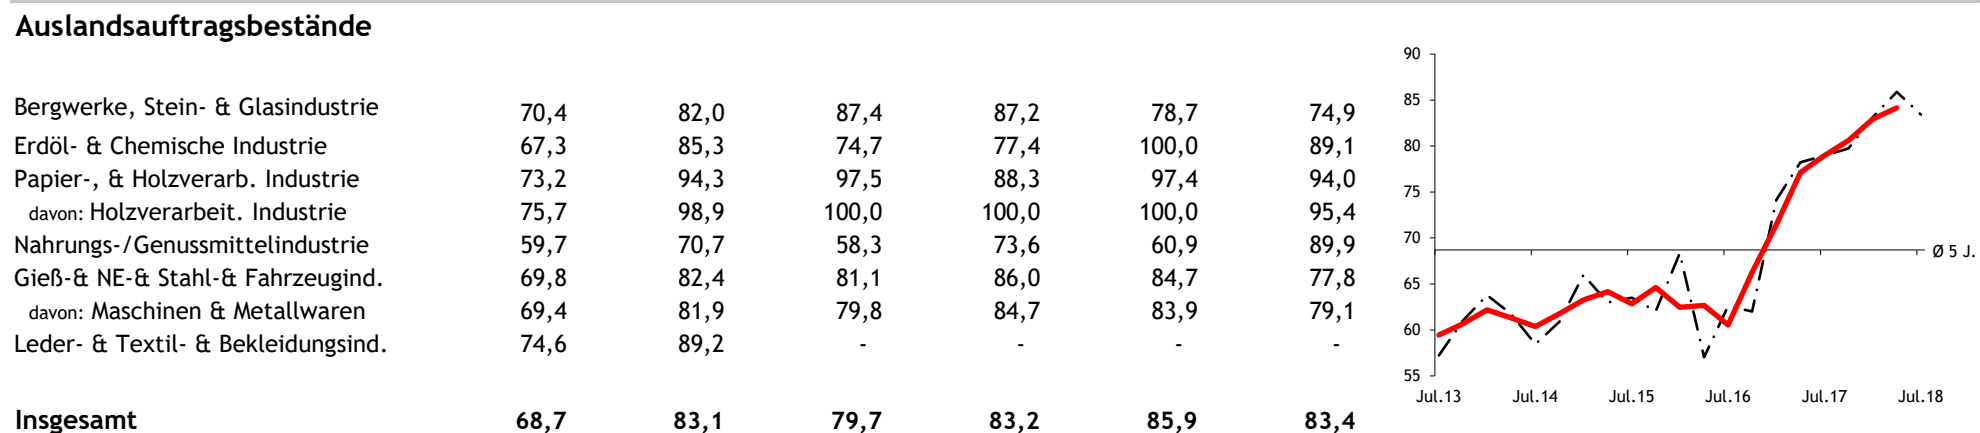 Auslandsauftragsbestände
Bergwerke, Stein- & Glasindustrie 70,4 82,0 87,4 87,2 78,7 74,9
Erdöl- & Chemische Industrie 67,3 85,3 74,7 77,4 100,0 89,1
Papier-, & Holzverarb. Industrie 73,2 94,3 97,5 88,3 97,4 94,0
davon: Holzverarbeit. Industrie 75,7 98,9 100,0 100,0 100,0 95,4
Nahrungs-/Genussmittelindustrie 59,7 70,7 58,3 73,6 60,9 89,9
Gieß-& NE-& Stahl-& Fahrzeugind. 69,8 82,4 81,1 86,0 84,7 77,8
davon: Maschinen & Metallwaren 69,4 81,9 79,8 84,7 83,9 79,1
Leder- & Textil- & Bekleidungsind. 74,6 89,2 - - - -
Insgesamt 68,7 83,1 79,7 83,2 85,9 83,4
90
85
80
75
70
65
60
55
Ø 5 J.
Jul.13 Jul.14 Jul.15 Jul.16 Jul.17 Jul.18